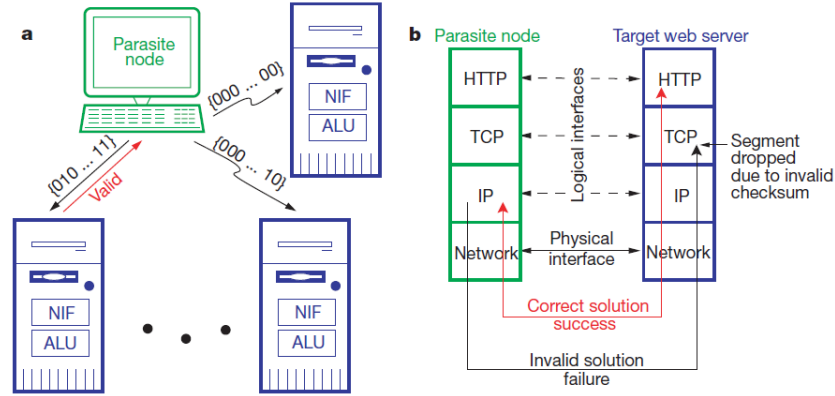 a
Parasite
node
{000 ... 00}
NIF
ALU
{010 ... 11}
Valid
{000 ... 10}
NIF
ALU
NIF
ALU
b
Parasite node
Target web server
HTTP
HTTP
TCP
TCP
Logical interfaces
Segment
dropped
due to invalid
checksum
IP
IP
Network
Physical
interface
Network
Correct solution
success
Invalid solution
failure